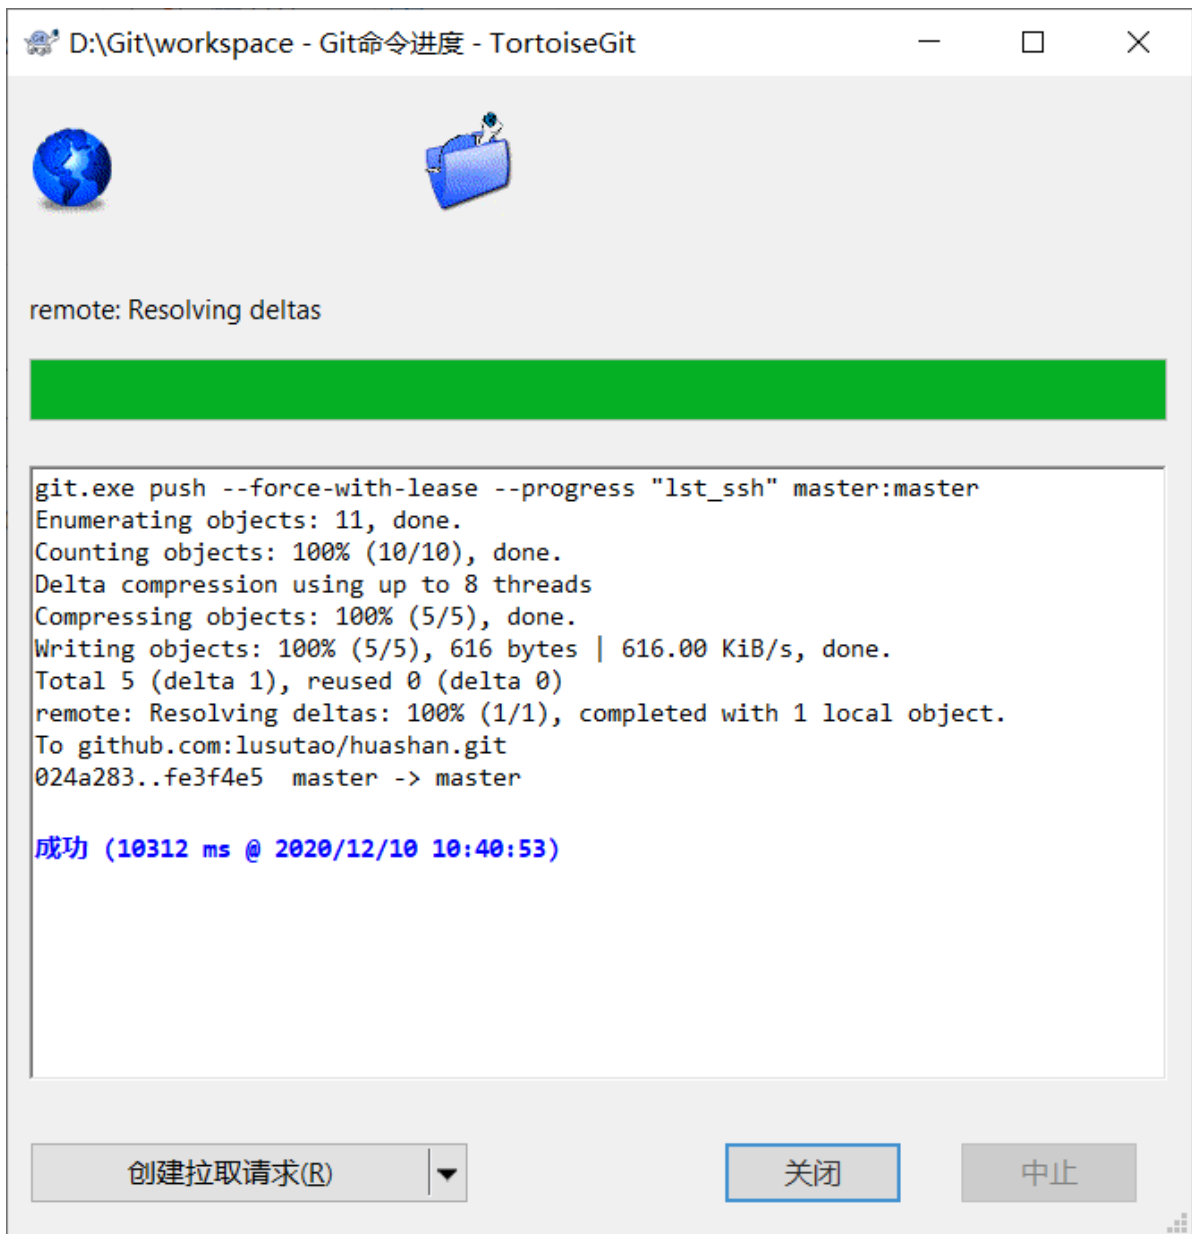 D:\Git\workspace - Git命令进度 - TortoiseGit
remote: Resolving deltas
git.exe push --force-with-lease --progress "lst_ssh" master:master
Enumerating objects: 11, done.
Counting objects: 100% (10/10), done.
Delta compression using up to 8 threads
Compressing objects: 100% (5/5), done.
Writing objects: 100% (5/5), 616 bytes | 616.00 KiB/s, done.
Total 5 (delta 1), reused 0 (delta 0)
remote: Resolving deltas: 100% (1/1), completed with 1 local object.
To github.com:lusutao/huashan.git
024a283..fe3f4e5  master -> master
成功 (10312 ms @ 2020/12/10 10:40:53)
创建拉取请求(R) 关闭 中止